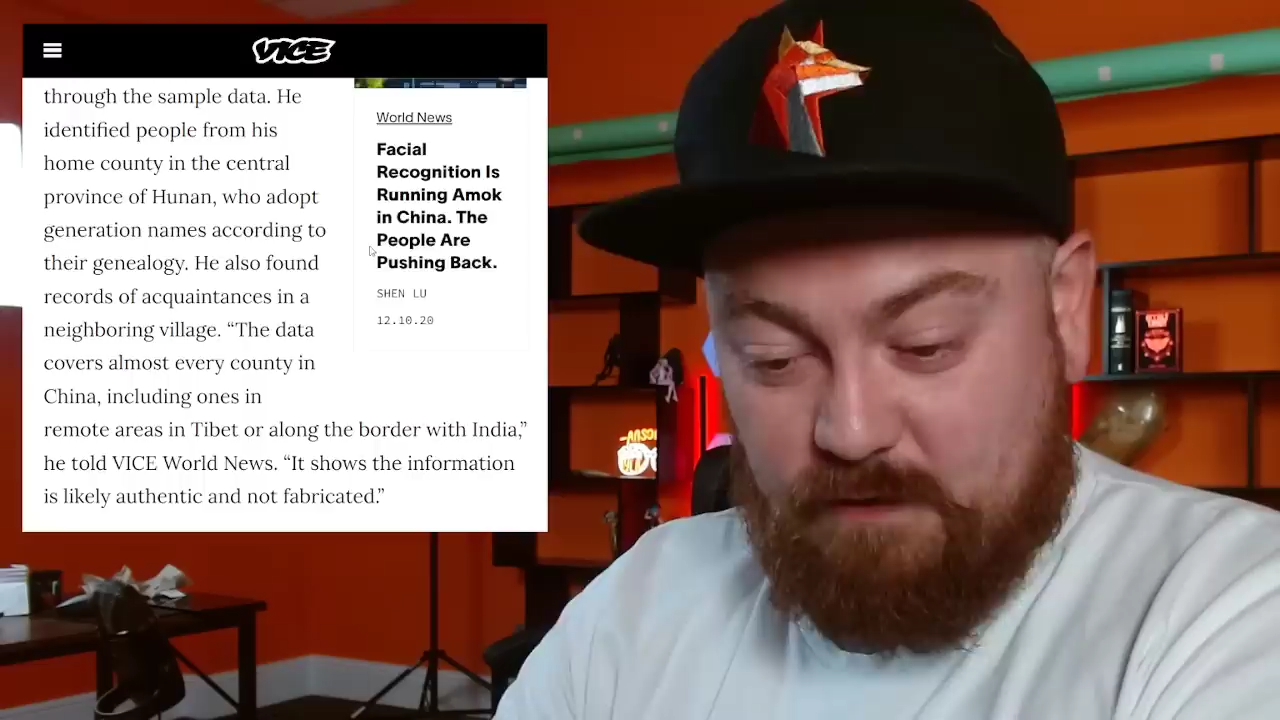 VICE
through the sample data. He
identified people from his
home county in the central
province of Hunan, who adopt
generation names according to
their genealogy. He also found
records of acquaintances in a
neighboring village. “The data
covers almost every county in
China, including ones in
remote areas in Tibet or along the border with India,”
he told VICE World News. “It shows the information
is likely authentic and not fabricated.”
World News
Facial
Recognition Is
Running Amok
in China. The
People Are
Pushing Back.
SHEN LU
12.10.20